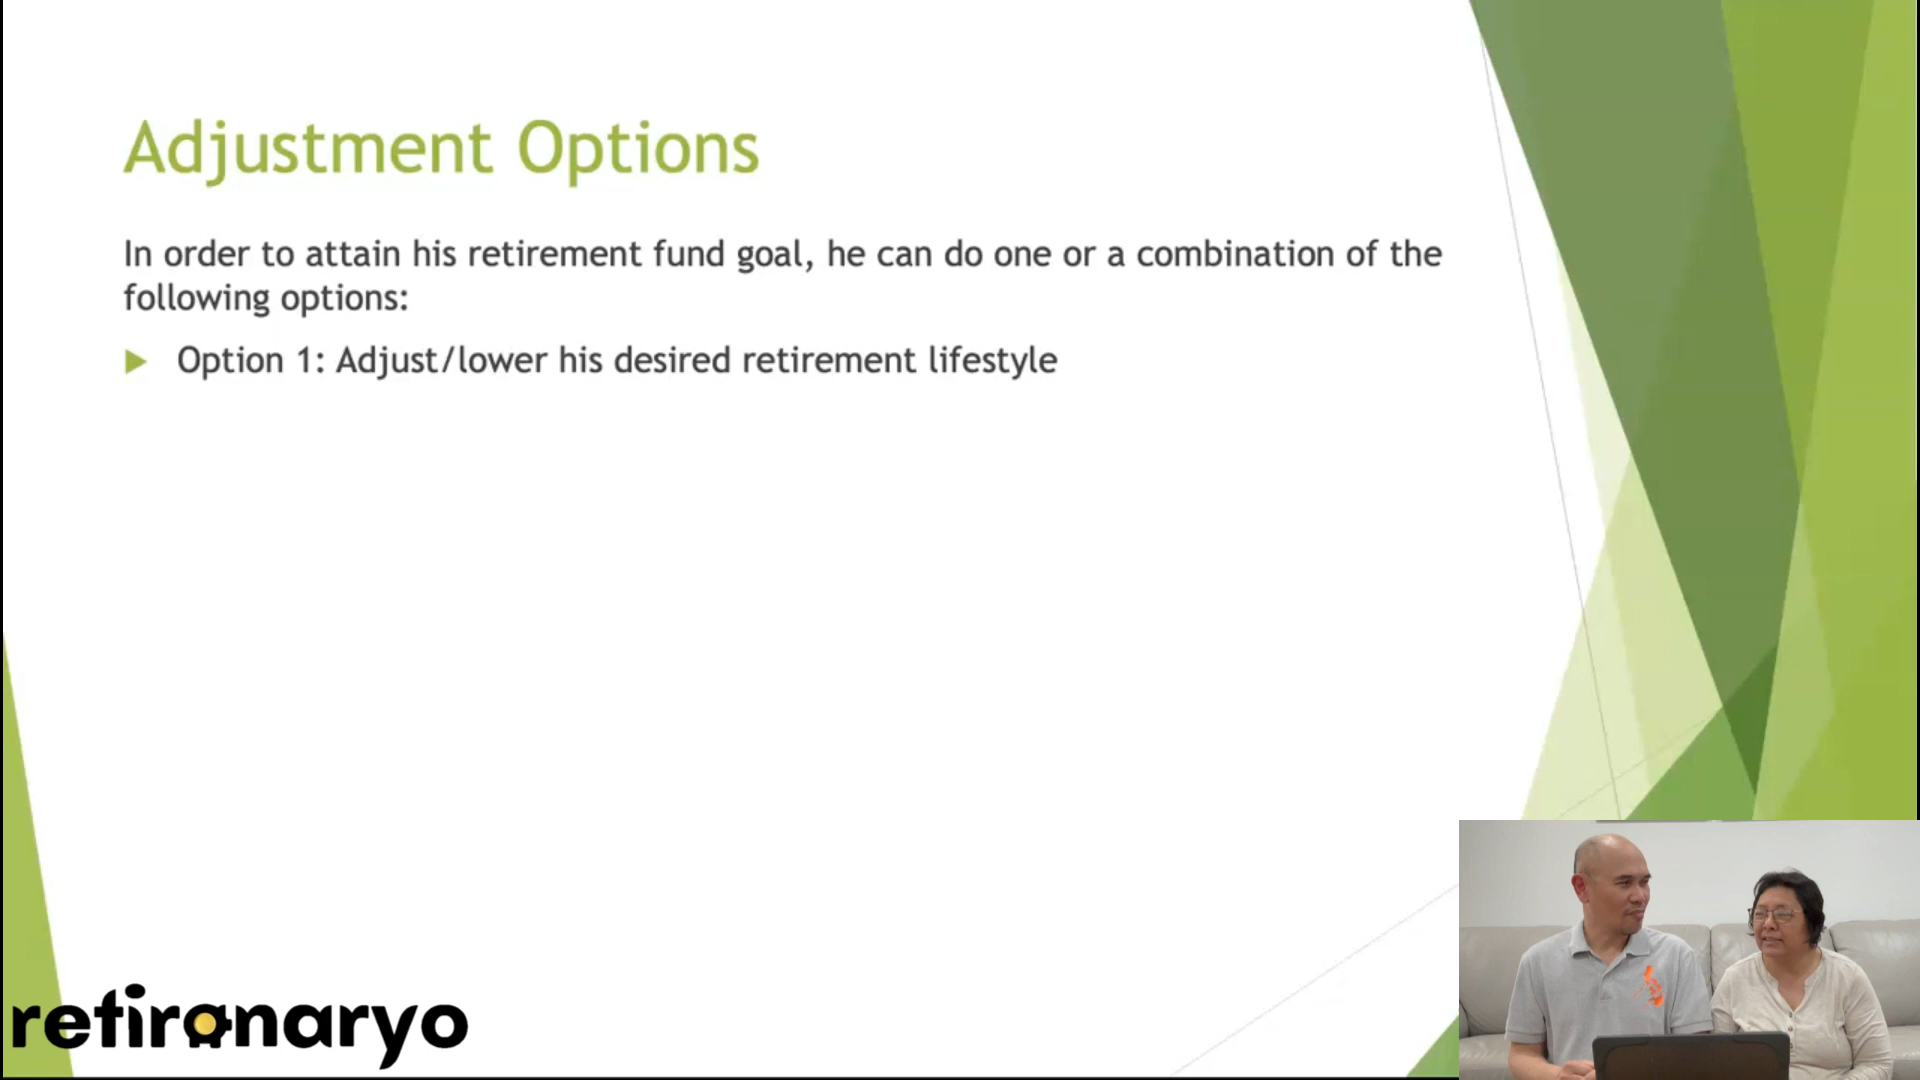 Adjustment Options
In order to attain his retirement fund goal, he can do one or a combination of the
following options:
Option 1: Adjust/lower his desired retirement lifestyle
retiranaryo